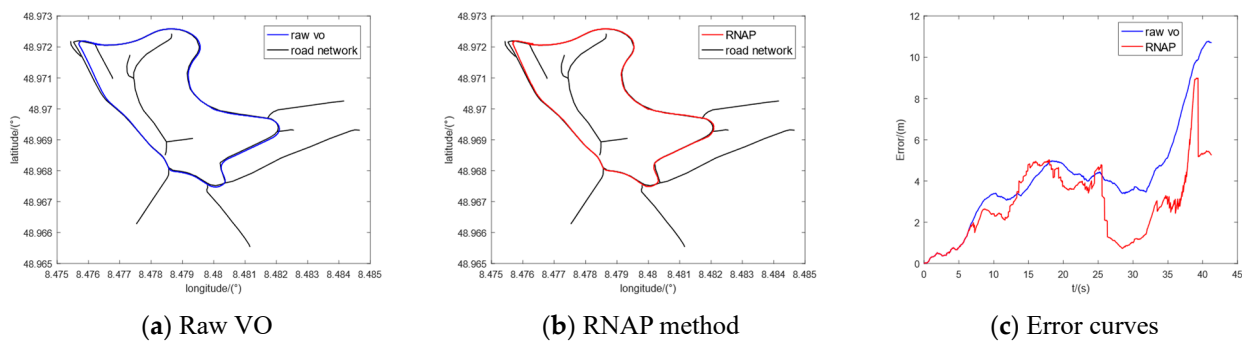 48.973
48.972
48.971
48.97
48.969
48.968
48.967
48.966
48.965
latitude/(°)
raw vo
road network
8.475 8.476 8.477 8.478 8.479 8.48 8.481 8.482 8.483 8.484 8.485
longitude/(°)
(a) Raw VO
48.973
48.972
48.971
48.97
48.969
48.968
48.967
48.966
48.965
latitude/(°)
RNAP
road network
8.475 8.476 8.477 8.478 8.479 8.48 8.481 8.482 8.483 8.484 8.485
longitude/(°)
(b) RNAP method
12
10
8
6
4
2
0
Error/(m)
raw vo
RNAP
0 5 10 15 20 25 30 35 40 45
t/(s)
(c) Error curves